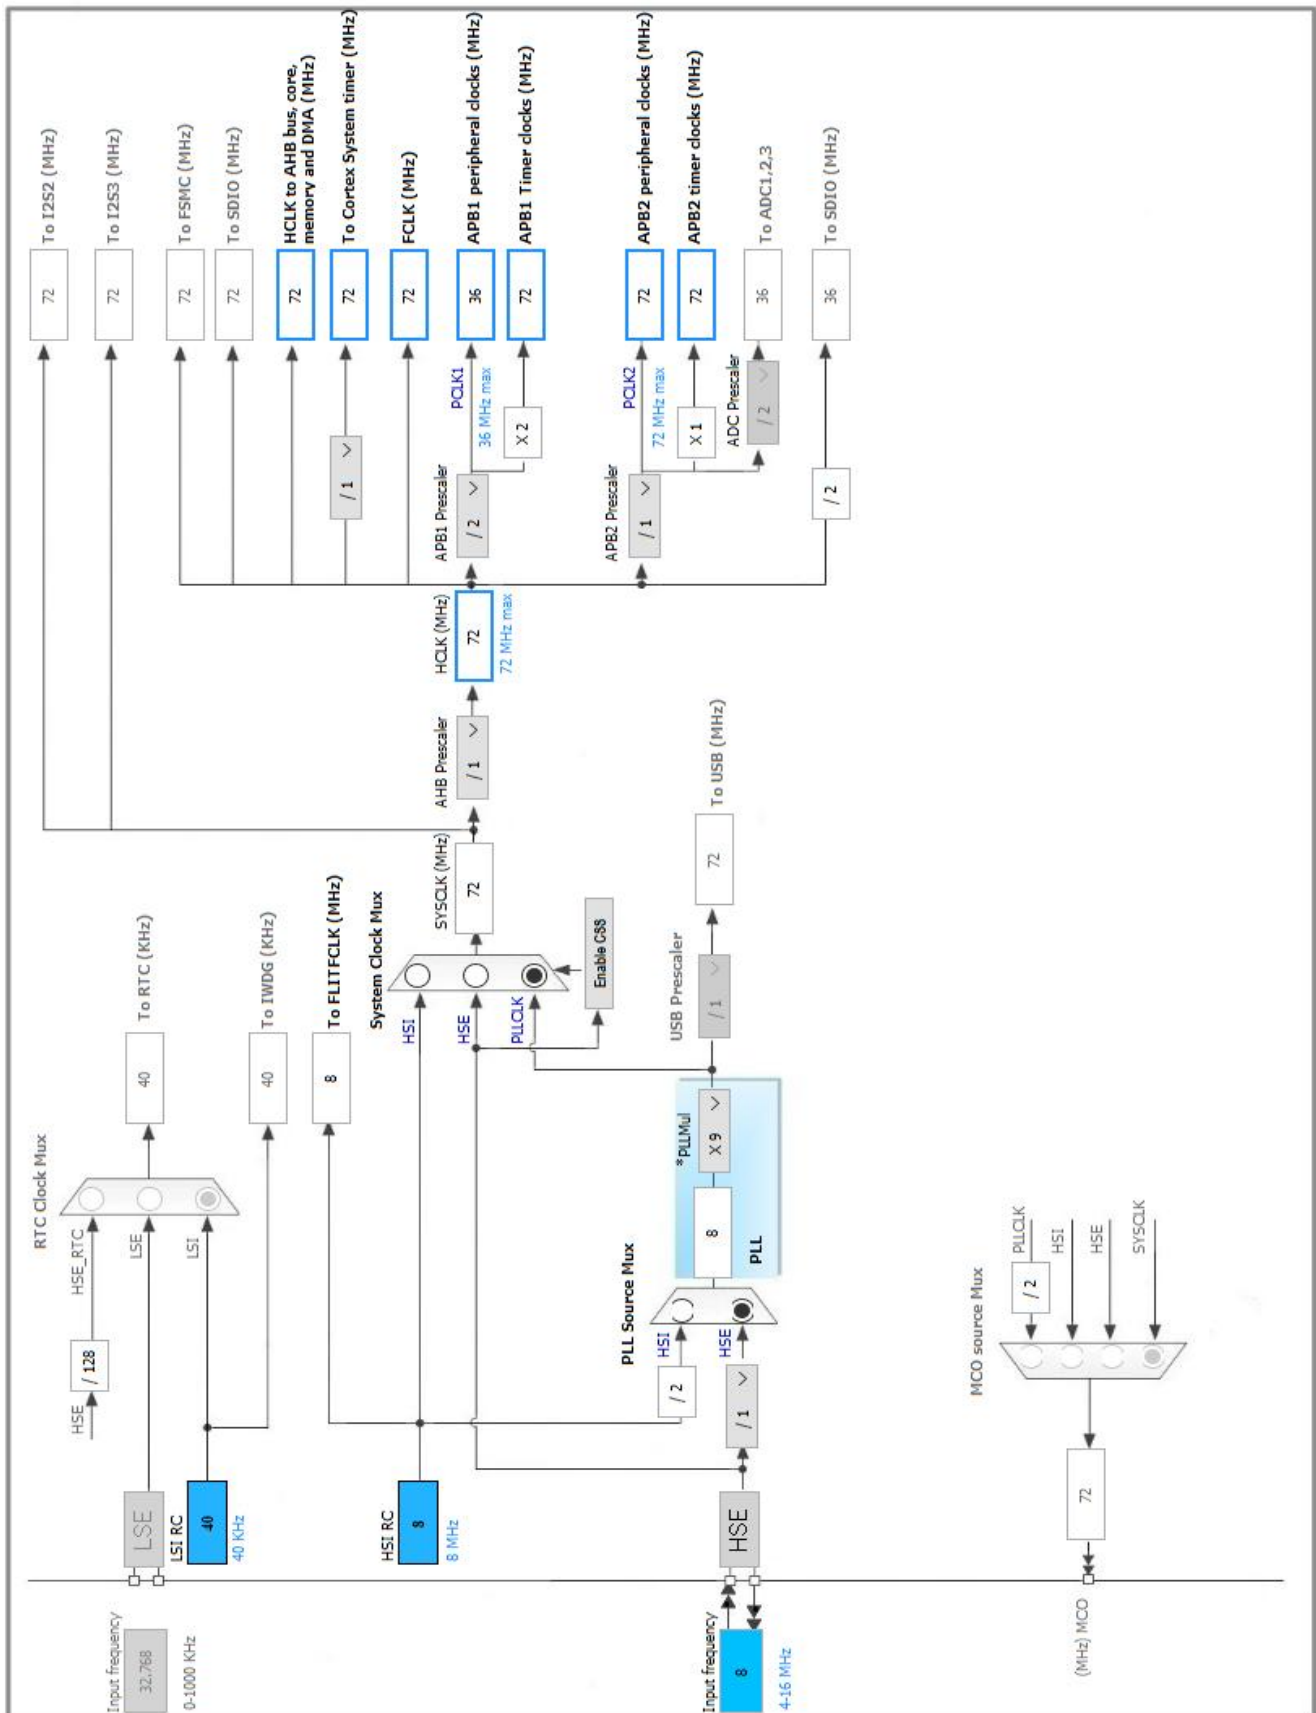 Input frequency
32.768
0-1000 KHz
LSE
LSI RC
40
40 KHz
HSE
/ 128
HSE_RTC
LSE
LSI
RTC Clock Mux
40
To RTC (KHz)
40
To IWDG (KHz)
8
To FLITFCLK (MHz)
HSI RC
8
8 MHz
Input frequency
8
4-16 MHz
HSE
/ 1
/ 2
HSI
HSE
PLL Source Mux
8
PLL
*PLLMul
X 9
USB Prescaler
/ 1
72
To USB (MHz)
System Clock Mux
HSI
HSE
PLLCLK
Enable CSS
SYSCLK (MHz)
72
AHB Prescaler
/ 1
HCLK (MHz)
72
72 MHz max
72
To I2S2 (MHz)
72
To I2S3 (MHz)
72
To FSMC (MHz)
72
To SDIO (MHz)
72
HCLK to AHB bus, core,
memory and DMA (MHz)
/ 1
72
To Cortex System timer (MHz)
72
FCLK (MHz)
APB1 Prescaler
/ 2
PCLK1
36 MHz max
36
APB1 peripheral clocks (MHz)
X 2
72
APB1 Timer clocks (MHz)
APB2 Prescaler
/ 1
PCLK2
72 MHz max
72
APB2 peripheral clocks (MHz)
X 1
72
APB2 timer clocks (MHz)
ADC Prescaler
/ 2
36
To ADC1,2,3
/ 2
36
To SDIO (MHz)
MCO source Mux
/ 2
PLLCLK
HSI
HSE
SYSCLK
72
(MHz) MCO